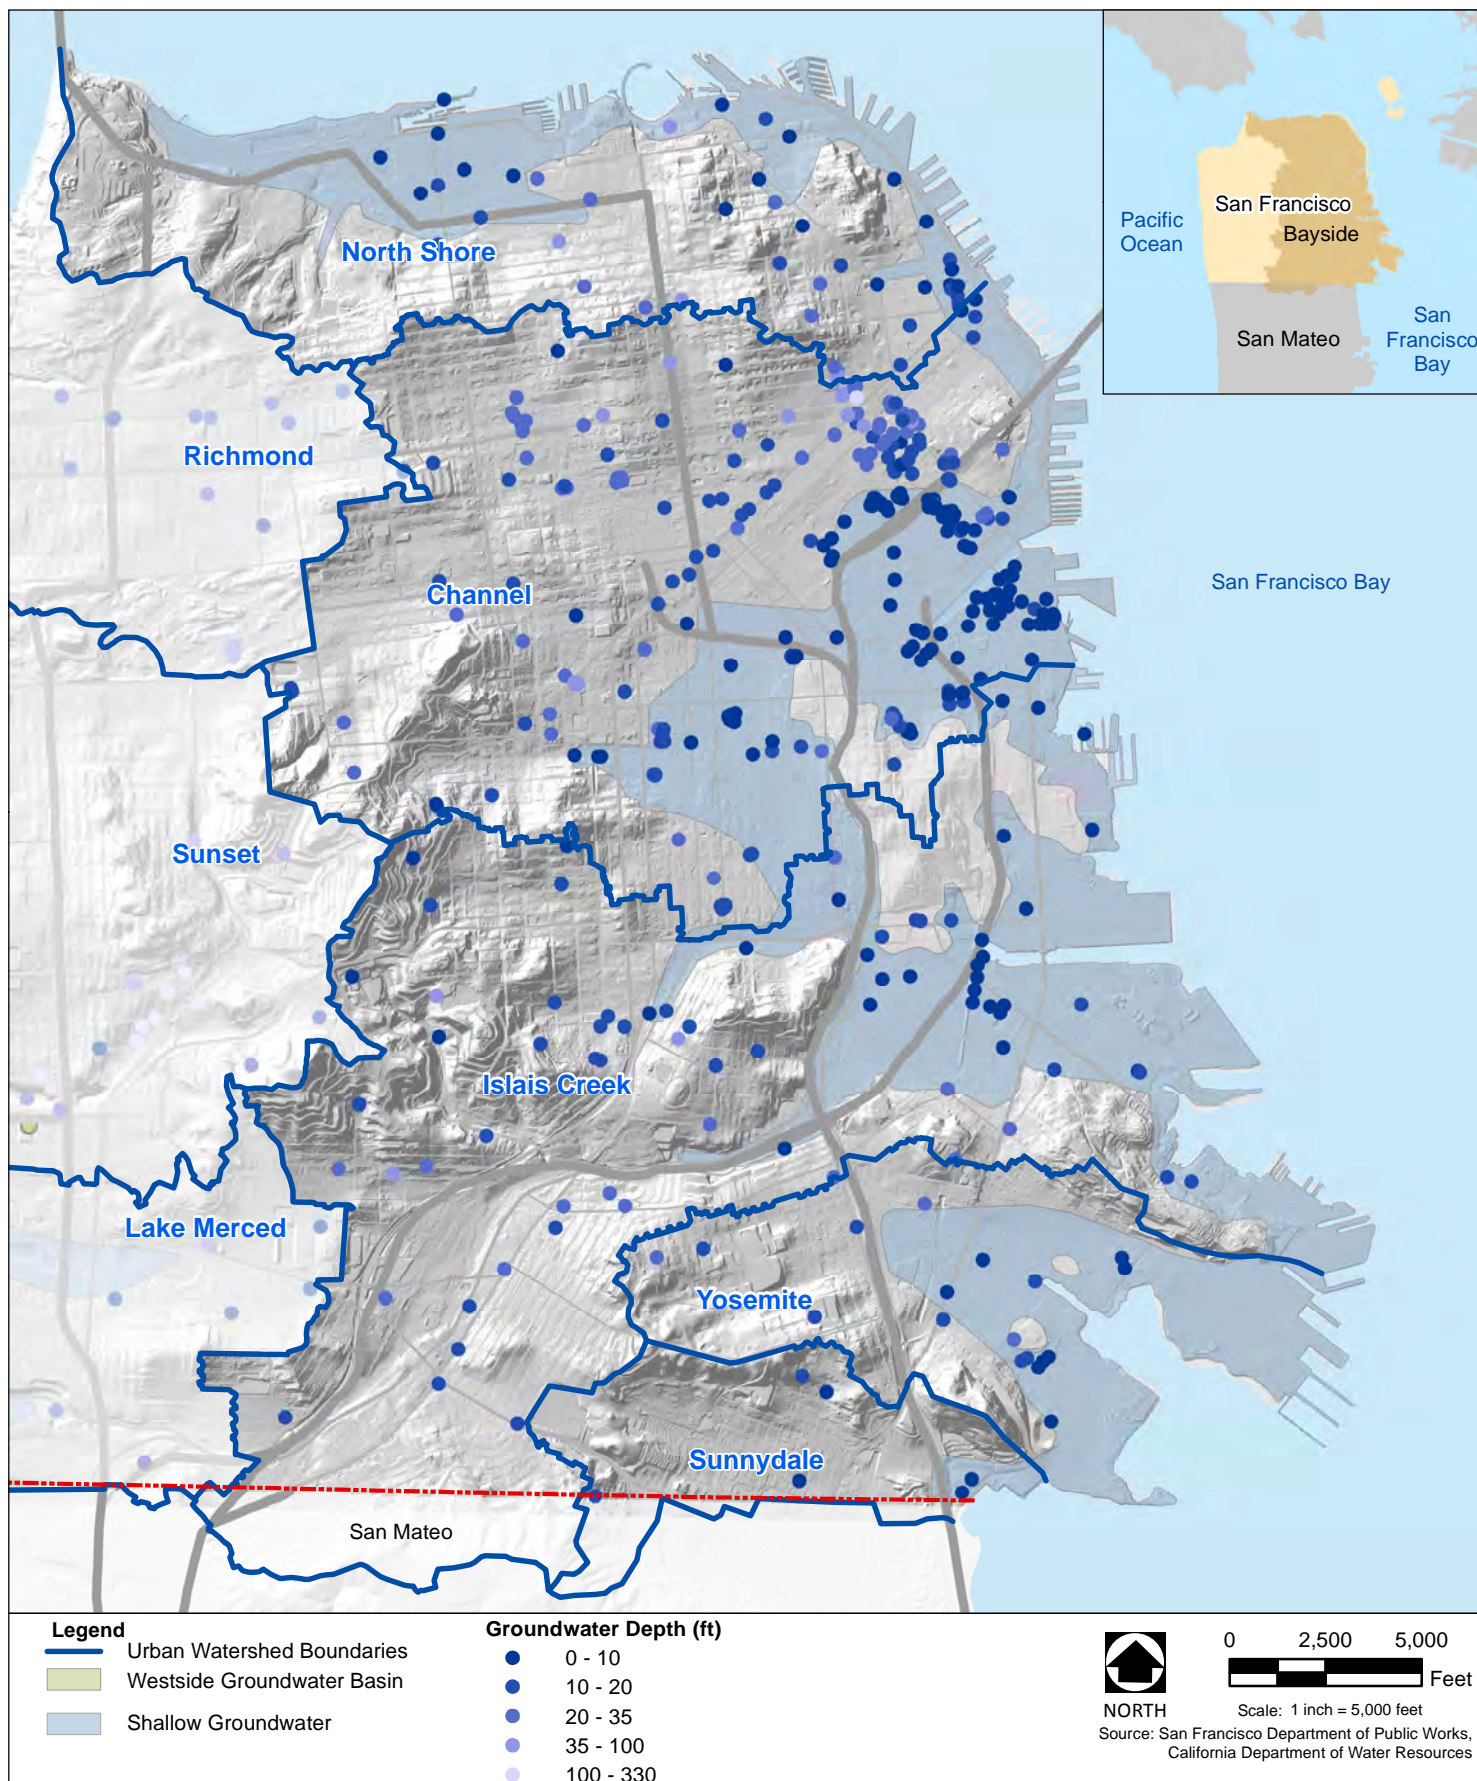 San Francisco
Bayside
Pacific
Ocean
San
Francisco
Bay
San Mateo
North Shore
Richmond
Channel
San Francisco Bay
Sunset
Islais Creek
Lake Merced
Yosemite
Sunnydale
San Mateo
Legend
Urban Watershed Boundaries
Westside Groundwater Basin
Shallow Groundwater
Groundwater Depth (ft)
0 - 10
10 - 20
20 - 35
35 - 100
100 - 330
NORTH
0 2,500 5,000
Feet
Scale: 1 inch = 5,000 feet
Source: San Francisco Department of Public Works,
California Department of Water Resources